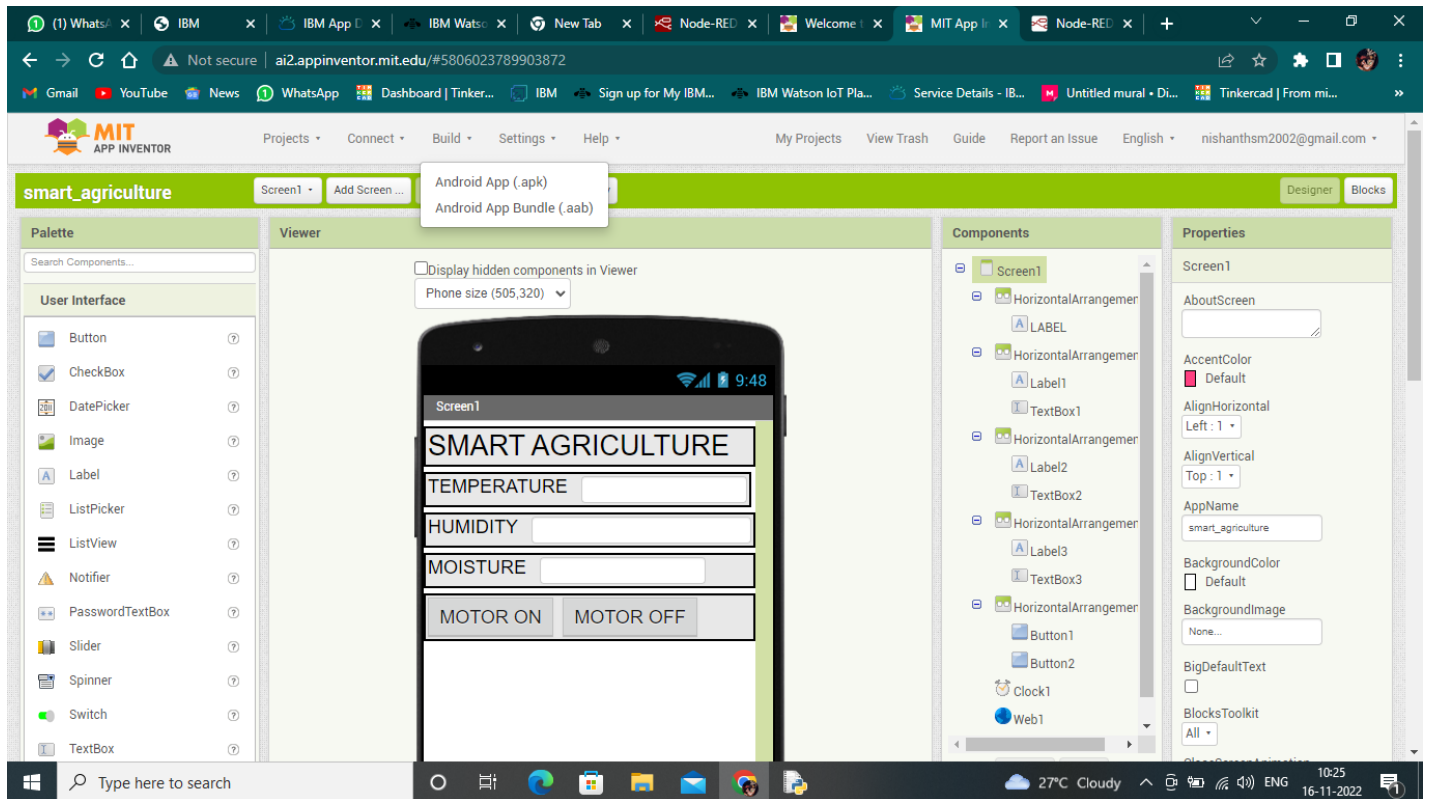 (1) WhatsA
IBM
IBM App D
IBM Watso
New Tab
Node-RED
Welcome t
MIT App In
Node-RED
Not secure
ai2.appinventor.mit.edu/#5806023789903872
Gmail
YouTube
News
WhatsApp
Dashboard | Tinker...
IBM
Sign up for My IBM...
IBM Watson IoT Pla...
Service Details - IB...
Untitled mural • Di...
Tinkercad | From mi...
»
MIT
APP INVENTOR
Projects
Connect
Build
Settings
Help
My Projects
View Trash
Guide
Report an Issue
English
nishanthsm2002@gmail.com
smart_agriculture
Screen1
Add Screen ...
Android App (.apk)
Android App Bundle (.aab)
Designer
Blocks
Palette
Search Components...
User Interface
Button
CheckBox
DatePicker
Image
Label
ListPicker
ListView
Notifier
PasswordTextBox
Slider
Spinner
Switch
TextBox
Viewer
Display hidden components in Viewer
Phone size (505,320)
9:48
Screen1
SMART AGRICULTURE
TEMPERATURE
HUMIDITY
MOISTURE
MOTOR ON
MOTOR OFF
Components
Screen1
HorizontalArrangemen
LABEL
HorizontalArrangemen
Label1
TextBox1
HorizontalArrangemen
Label2
TextBox2
HorizontalArrangemen
Label3
TextBox3
HorizontalArrangemen
Button1
Button2
Clock1
Web1
Properties
Screen1
AboutScreen
AccentColor
Default
AlignHorizontal
Left : 1
AlignVertical
Top : 1
AppName
smart_agriculture
BackgroundColor
Default
BackgroundImage
None...
BigDefaultText
BlocksToolkit
All
CloseScreenAnimation
Type here to search
27°C Cloudy
ENG
10:25
16-11-2022